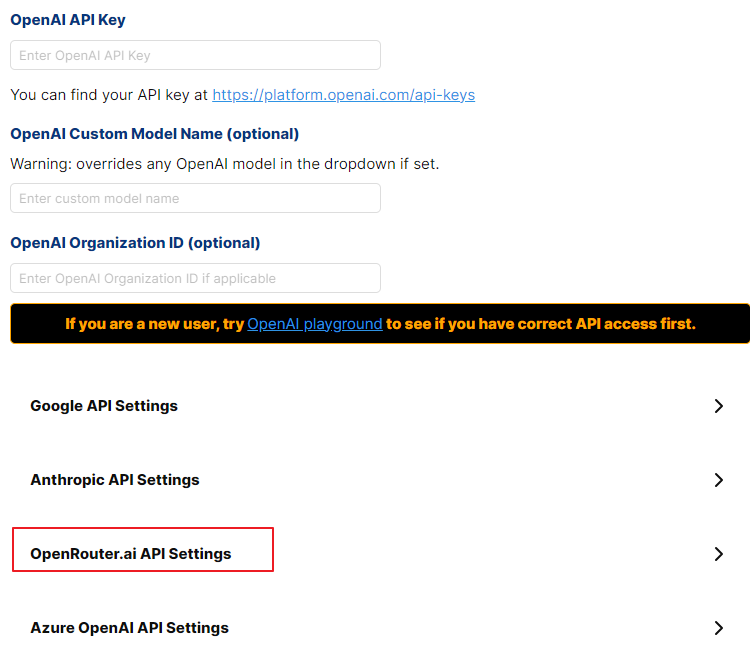 OpenAI API Key
Enter OpenAI API Key
You can find your API key at https://platform.openai.com/api-keys
OpenAI Custom Model Name (optional)
Warning: overrides any OpenAI model in the dropdown if set.
Enter custom model name
OpenAI Organization ID (optional)
Enter OpenAI Organization ID if applicable
If you are a new user, try OpenAI playground to see if you have correct API access first.
Google API Settings
Anthropic API Settings
OpenRouter.ai API Settings
Azure OpenAI API Settings